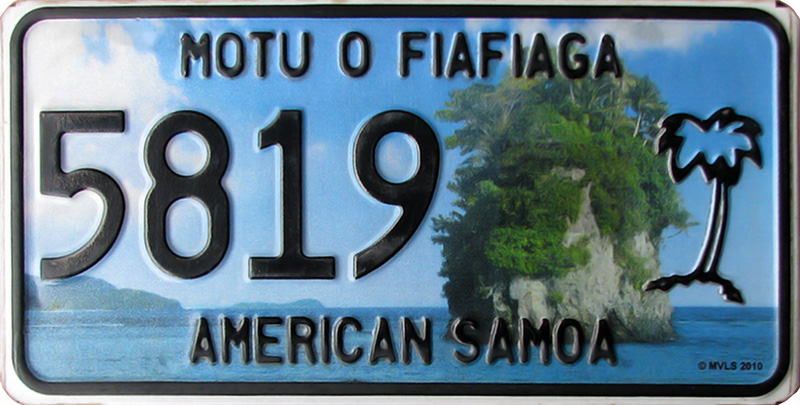 MOTU O FIAFIAGA
5819
AMERICAN SAMOA
© MVLS 2010